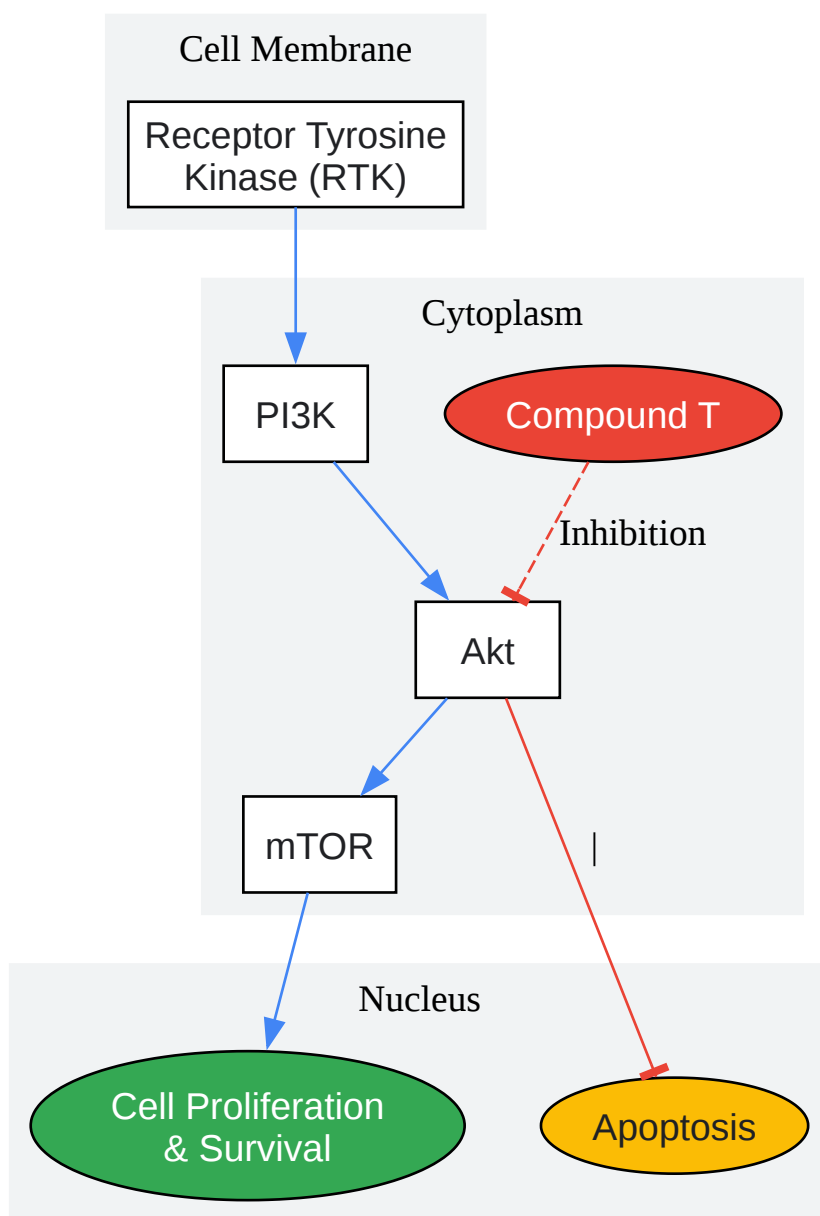 Cell Membrane
Receptor Tyrosine
Kinase (RTK)
Cytoplasm
PI3K
Compound T
Inhibition
Akt
mTOR
|
Nucleus
Cell Proliferation
& Survival
Apoptosis